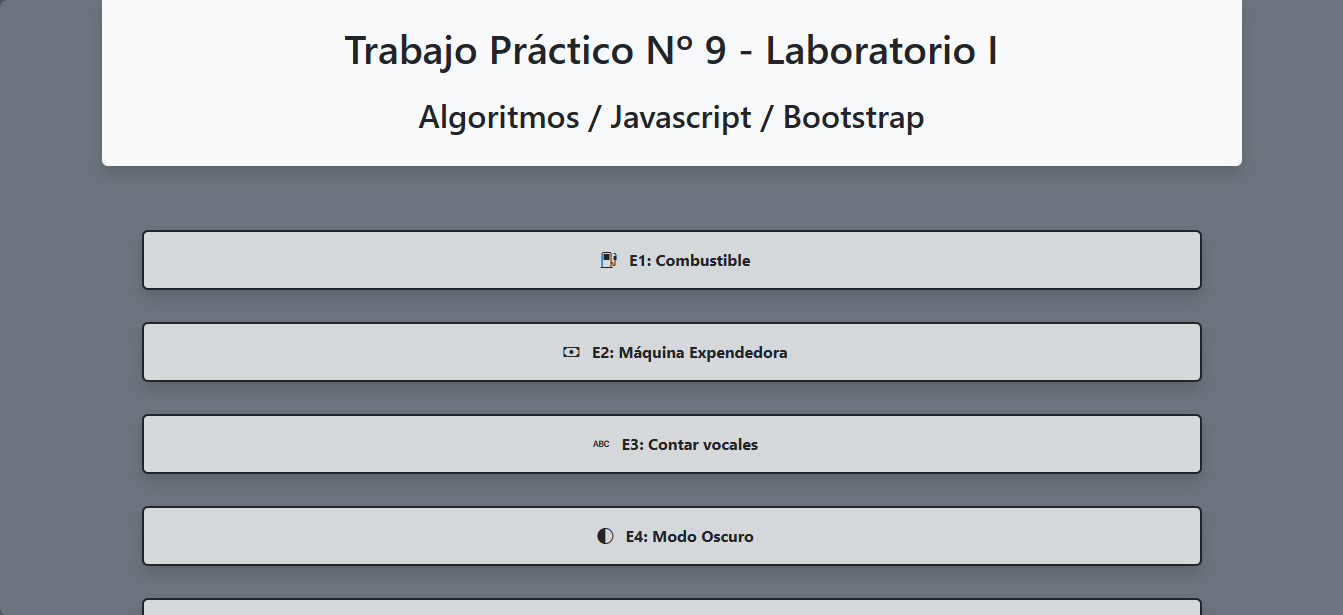 Trabajo Práctico Nº 9 - Laboratorio I
Algoritmos / Javascript / Bootstrap
E1: Combustible
E2: Máquina Expendedora
ABC E3: Contar vocales
E4: Modo Oscuro